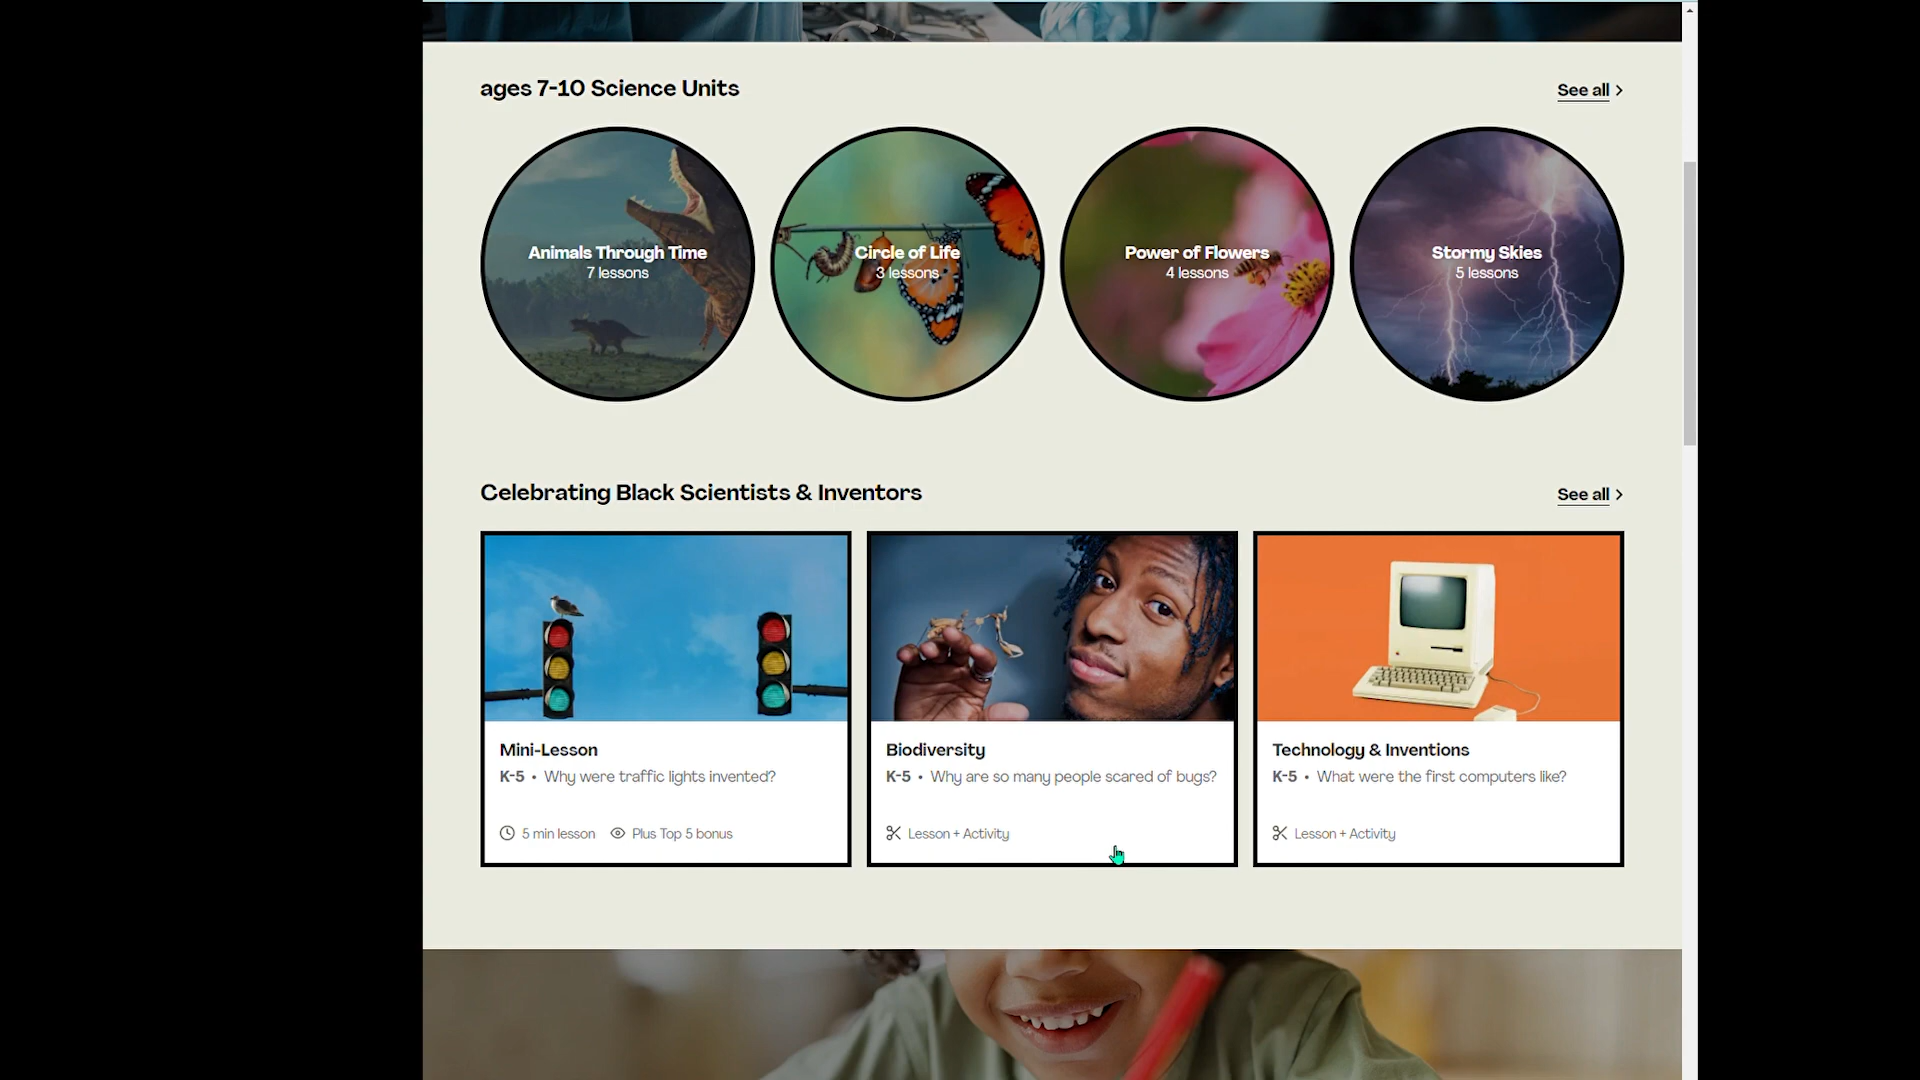 ages 7-10 Science Units
See all
Animals Through Time
7 lessons
Circle of Life
3 lessons
Power of Flowers
4 lessons
Stormy Skies
5 lessons
Celebrating Black Scientists & Inventors
See all
Mini-Lesson
K-5 • Why were traffic lights invented?
5 min lesson Plus Top 5 bonus
Biodiversity
K-5 • Why are so many people scared of bugs?
Lesson + Activity
Technology & Inventions
K-5 • What were the first computers like?
Lesson + Activity